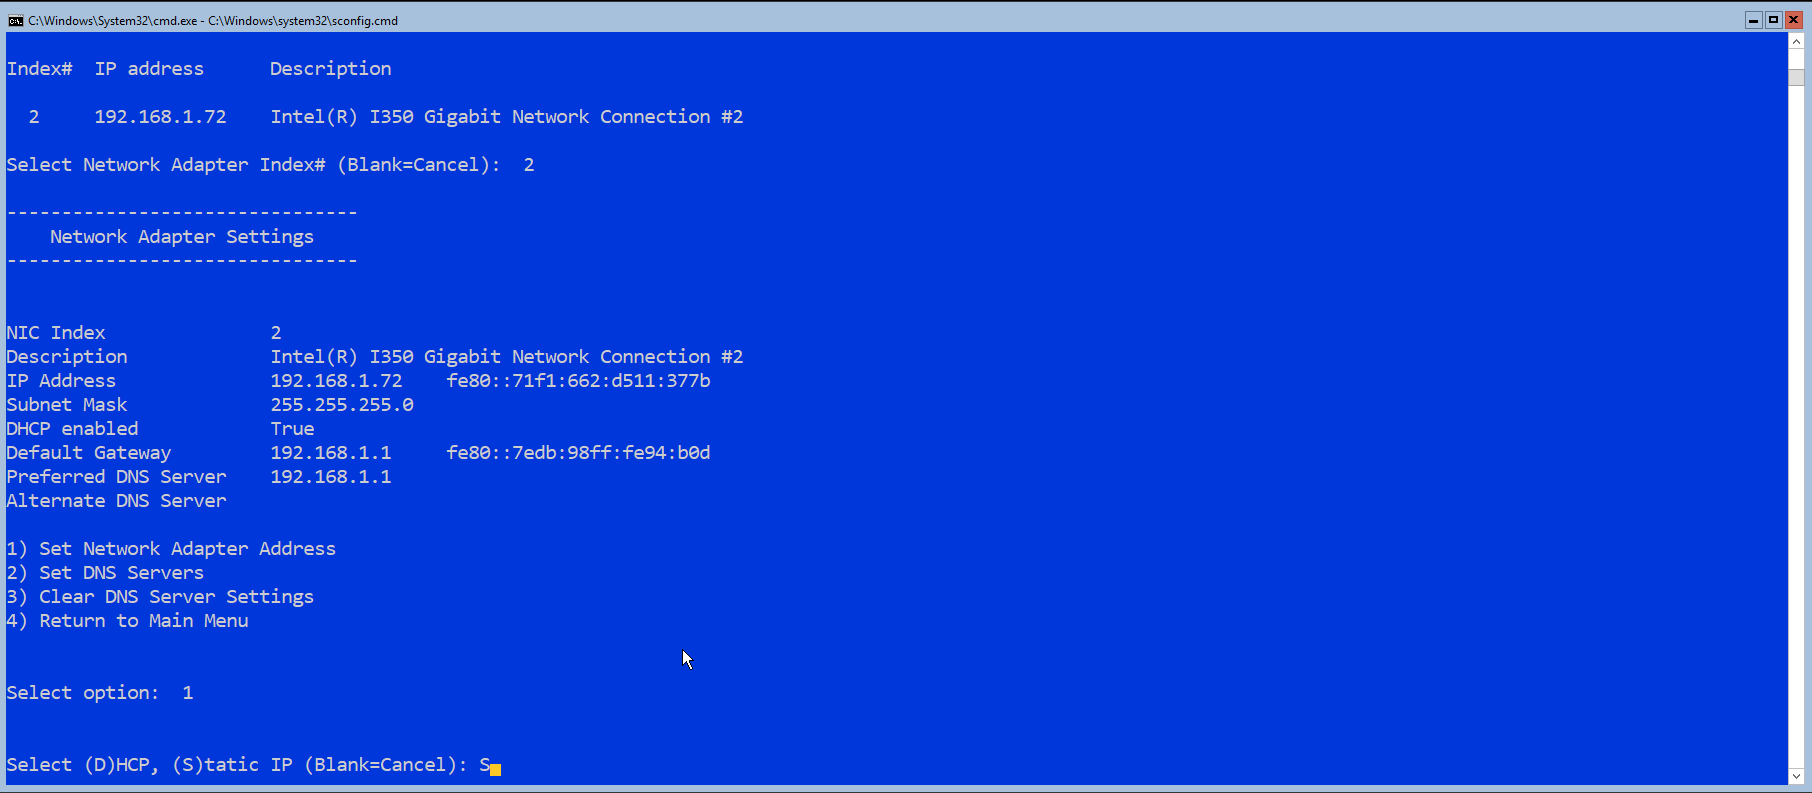 C:\Windows\System32\cmd.exe - C:\Windows\system32\sconfig.cmd
Index#  IP address      Description
2     192.168.1.72    Intel(R) I350 Gigabit Network Connection #2
Select Network Adapter Index# (Blank=Cancel):  2
--------------------------------
Network Adapter Settings
--------------------------------
NIC Index               2
Description             Intel(R) I350 Gigabit Network Connection #2
IP Address              192.168.1.72    fe80::71f1:662:d511:377b
Subnet Mask             255.255.255.0
DHCP enabled            True
Default Gateway         192.168.1.1     fe80::7edb:98ff:fe94:b0d
Preferred DNS Server    192.168.1.1
Alternate DNS Server
1) Set Network Adapter Address
2) Set DNS Servers
3) Clear DNS Server Settings
4) Return to Main Menu
Select option:  1
Select (D)HCP, (S)tatic IP (Blank=Cancel): S